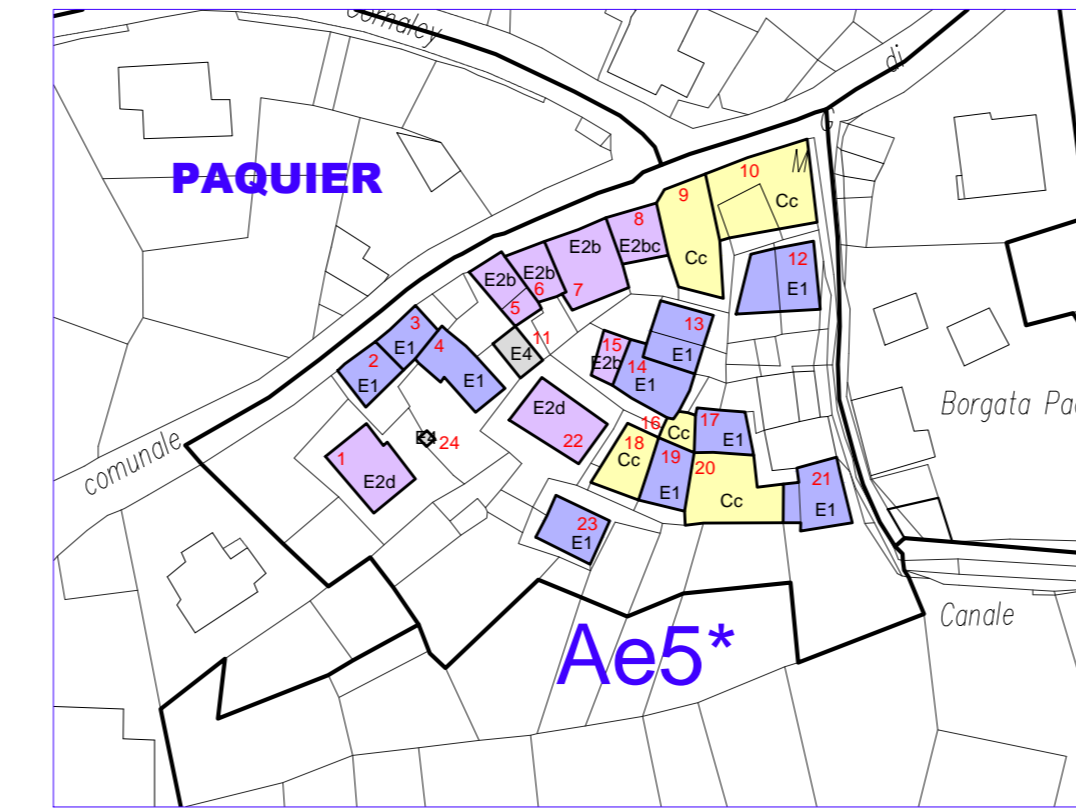 Cornaley
di
G
M
PAQUIER
10
Cc
9
Cc
8
E2bc
E2b
7
E2b
6
E2b
5
12
E1
3
E1
2
E1
4
E1
11
E4
13
E1
15
E2b
14
E1
Borgata Pa
comunale
E2d
22
E4
24
1
E2d
16
Cc
17
E1
18
Cc
19
E1
20
Cc
21
E1
23
E1
Canale
Ae5*